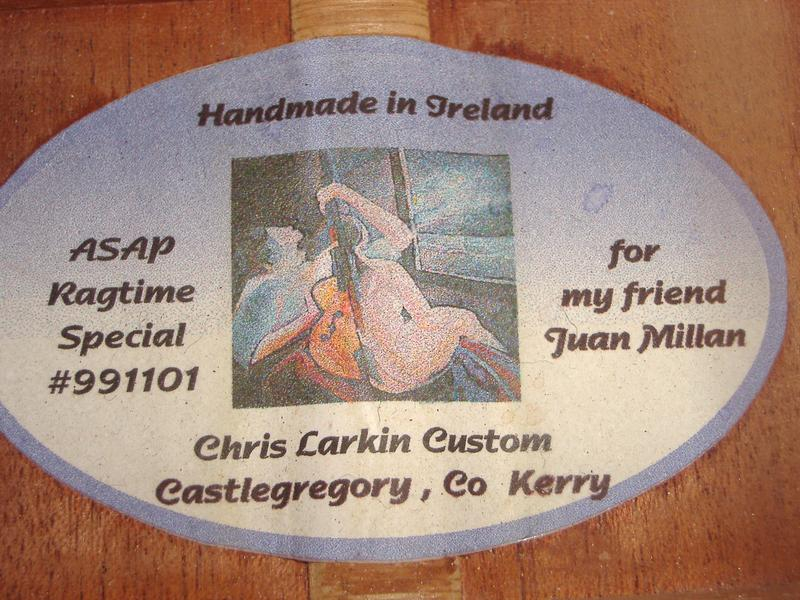 Handmade in Ireland
ASAP
Ragtime
Special
#991101
for
my friend
Juan Millan
Chris Larkin Custom
Castlegregory , Co Kerry